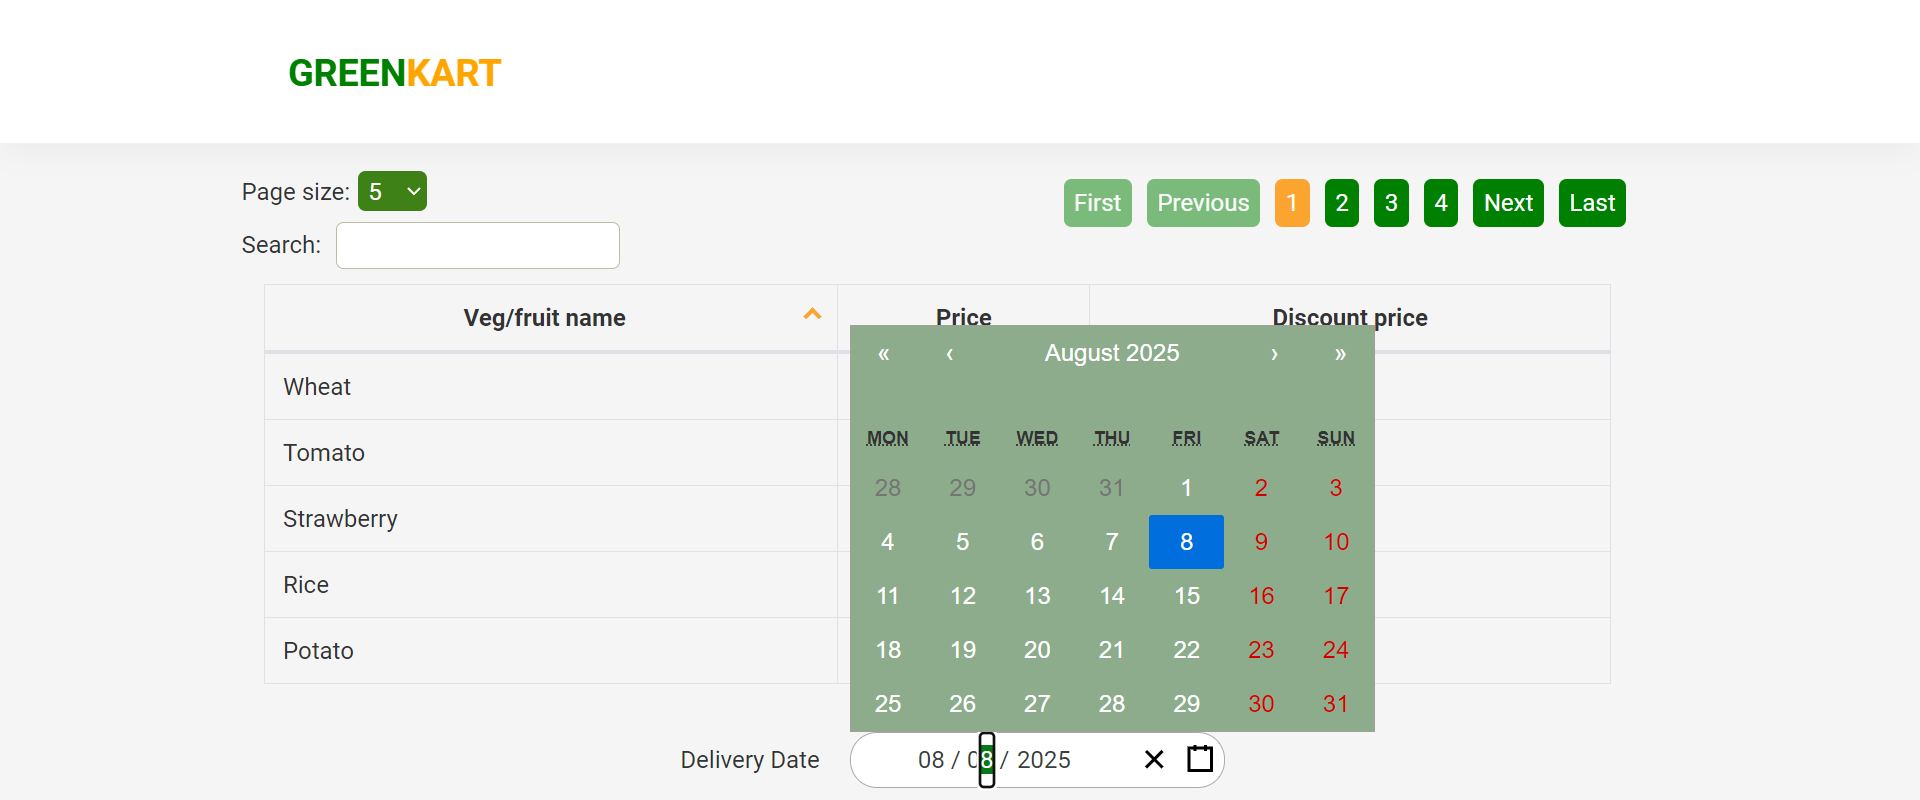 GREENKART
Page size: 5
First Previous 1 2 3 4 Next Last
Search:
Veg/fruit name Price Discount price
« ‹ August 2025 › »
MON TUE WED THU FRI SAT SUN
28 29 30 31 1 2 3
4 5 6 7 8 9 10
11 12 13 14 15 16 17
18 19 20 21 22 23 24
25 26 27 28 29 30 31
Wheat
Tomato
Strawberry
Rice
Potato
Delivery Date 08 / 08 / 2025